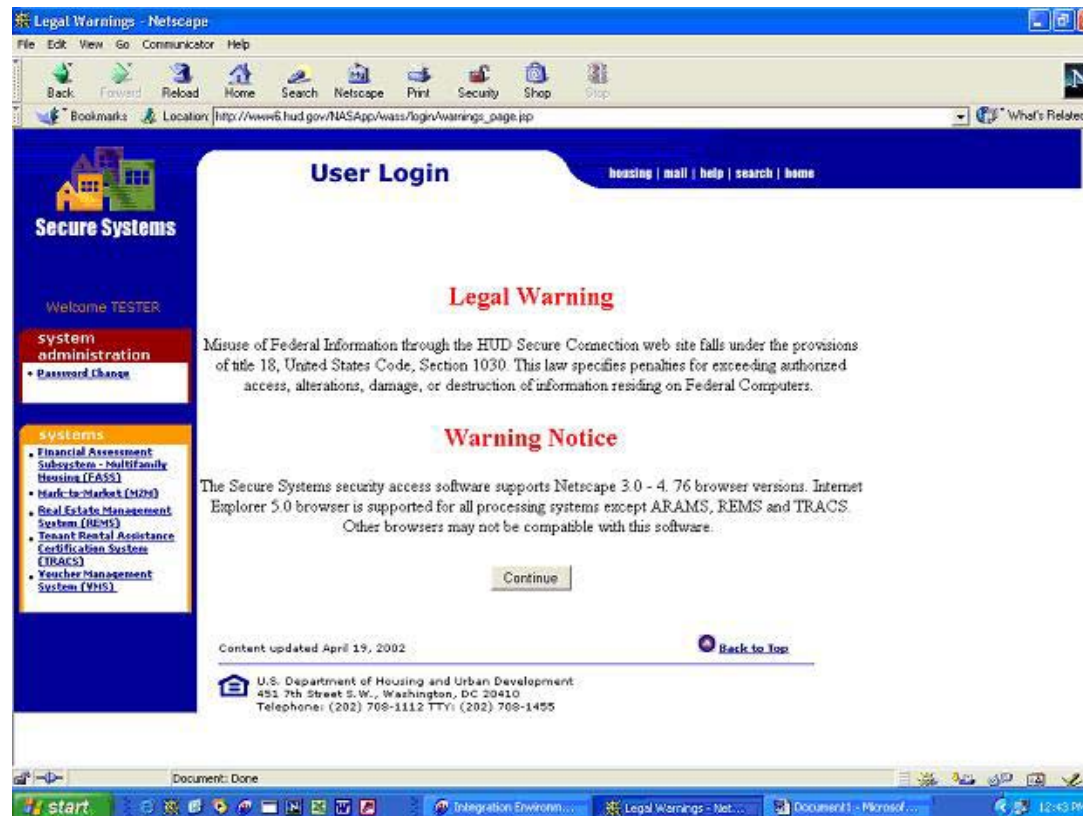 Legal Warnings - Netscape
File Edit View Go Communicator Help
Back Forward Reload Home Search Netscape Print Security Shop Stop
Bookmarks Location: http://www6.hud.gov/NASApp/wass/login/warnings_page.jsp What's Related
User Login
housing | mail | help | search | home
Secure Systems
Welcome TESTER
system
administration
• Password Change
systems
• Financial Assessment
Subsystem - Multifamily
Housing (FASS)
• Mark-to-Market (M2M)
• Real Estate Management
System (REMS)
• Tenant Rental Assistance
Certification System
(TRACS)
• Voucher Management
System (VMS)
Legal Warning
Misuse of Federal Information through the HUD Secure Connection web site falls under the provisions
of title 18, United States Code, Section 1030. This law specifies penalties for exceeding authorized
access, alterations, damage, or destruction of information residing on Federal Computers.
Warning Notice
The Secure Systems security access software supports Netscape 3.0 - 4. 76 browser versions. Internet
Explorer 5.0 browser is supported for all processing systems except ARAMS, REMS and TRACS.
Other browsers may not be compatible with this software.
Continue
Content updated April 19, 2002
Back to Top
U.S. Department of Housing and Urban Development
451 7th Street S.W., Washington, DC 20410
Telephone: (202) 708-1112 TTY: (202) 708-1455
Document: Done
start Integration Environm... Legal Warnings - Net... Document1 - Microsof... 12:43 PM